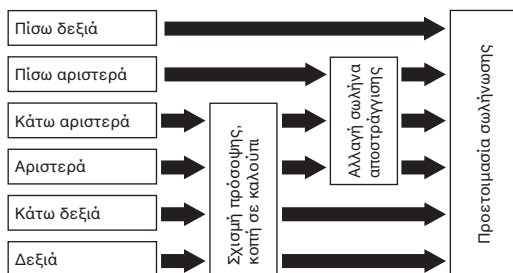 Πίσω δεξιά
Πίσω αριστερά
Κάτω αριστερά
Αριστερά
Κάτω δεξιά
Δεξιά
Σχισμή πρόσοψης,
κοπή σε καλούπι
Αλλαγή σωλήνα
αποστράγγισης
Προετοιμασία σωλήνωσης